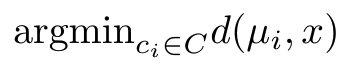 argmin_{c_i∈C} d(μ_i, x)